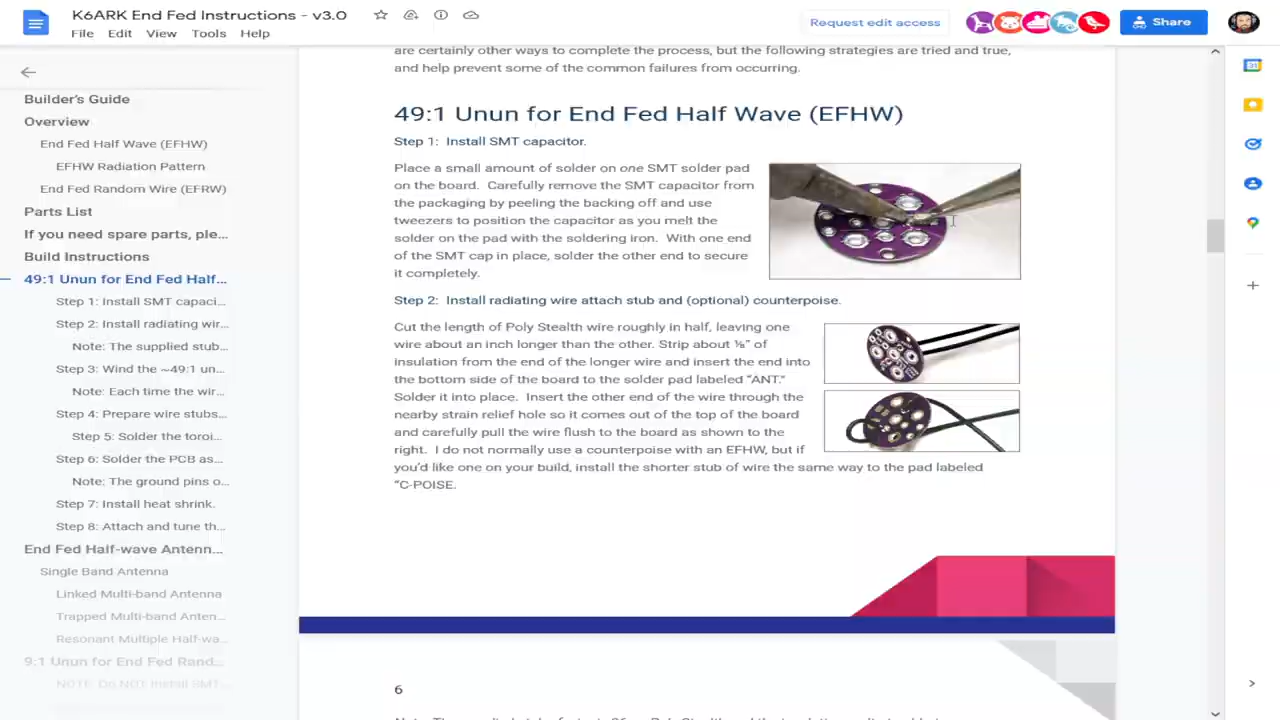 K6ARK End Fed Instructions - v3.0
File Edit View Tools Help
Request edit access
Share
Builder's Guide
Overview
End Fed Half Wave (EFHW)
EFHW Radiation Pattern
End Fed Random Wire (EFRW)
Parts List
If you need spare parts, ple...
Build Instructions
49:1 Unun for End Fed Half...
Step 1: Install SMT capaci...
Step 2: Install radiating wir...
Note: The supplied stub...
Step 3: Wind the ~49:1 un...
Note: Each time the wir...
Step 4: Prepare wire stubs...
Step 5: Solder the toroi...
Step 6: Solder the PCB as...
Note: The ground pins o...
Step 7: Install heat shrink.
Step 8: Attach and tune th...
End Fed Half-wave Antenn...
Single Band Antenna
Linked Multi-band Antenna
Trapped Multi-band Anten...
Resonant Multiple Half-wa...
9:1 Unun for End Fed Rand...
NOTE: Do NOT Install SMT...
are certainly other ways to complete the process, but the following strategies are tried and true,
and help prevent some of the common failures from occurring.
49:1 Unun for End Fed Half Wave (EFHW)
Step 1: Install SMT capacitor.
Place a small amount of solder on one SMT solder pad
on the board. Carefully remove the SMT capacitor from
the packaging by peeling the backing off and use
tweezers to position the capacitor as you melt the
solder on the pad with the soldering iron. With one end
of the SMT cap in place, solder the other end to secure
it completely.
Step 2: Install radiating wire attach stub and (optional) counterpoise.
Cut the length of Poly Stealth wire roughly in half, leaving one
wire about an inch longer than the other. Strip about ⅛" of
insulation from the end of the longer wire and insert the end into
the bottom side of the board to the solder pad labeled "ANT."
Solder it into place. Insert the other end of the wire through the
nearby strain relief hole so it comes out of the top of the board
and carefully pull the wire flush to the board as shown to the
right. I do not normally use a counterpoise with an EFHW, but if
you'd like one on your build, install the shorter stub of wire the same way to the pad labeled
"C-POISE.
6